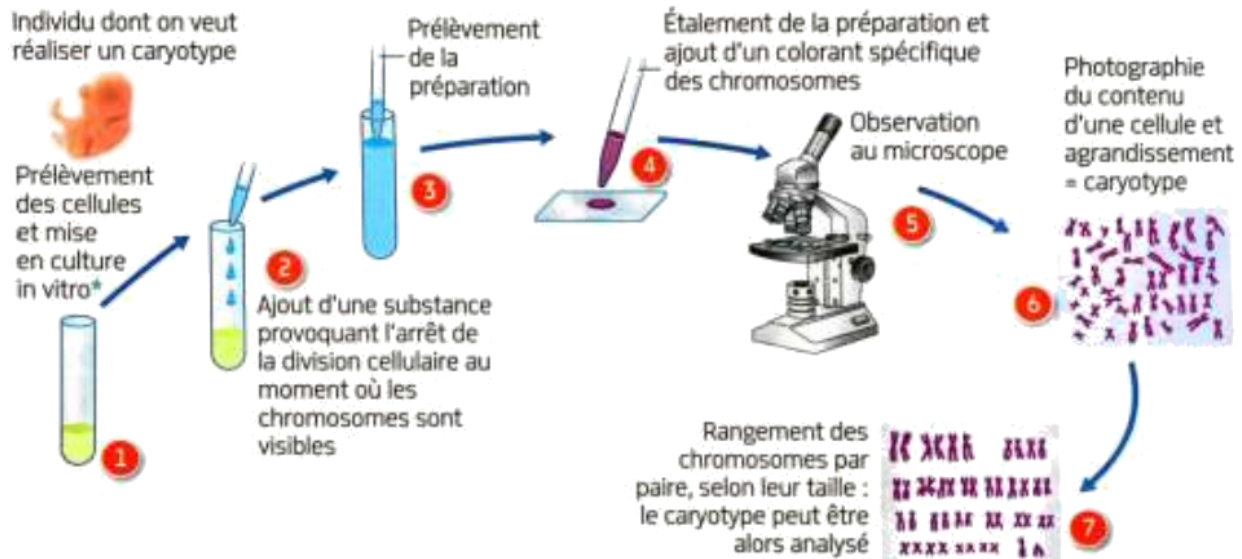 Individu dont on veut
réaliser un caryotype
Prélèvement
des cellules
et mise
en culture
in vitro*
1
2
Ajout d'une substance
provoquant l'arrêt de
la division cellulaire au
moment où les
chromosomes sont
visibles
Prélèvement
de la
préparation
3
Étalement de la préparation et
ajout d'un colorant spécifique
des chromosomes
4
Observation
au microscope
5
Photographie
du contenu
d'une cellule et
agrandissement
= caryotype
6
Rangement des
chromosomes par
paire, selon leur taille :
le caryotype peut être
alors analysé
7